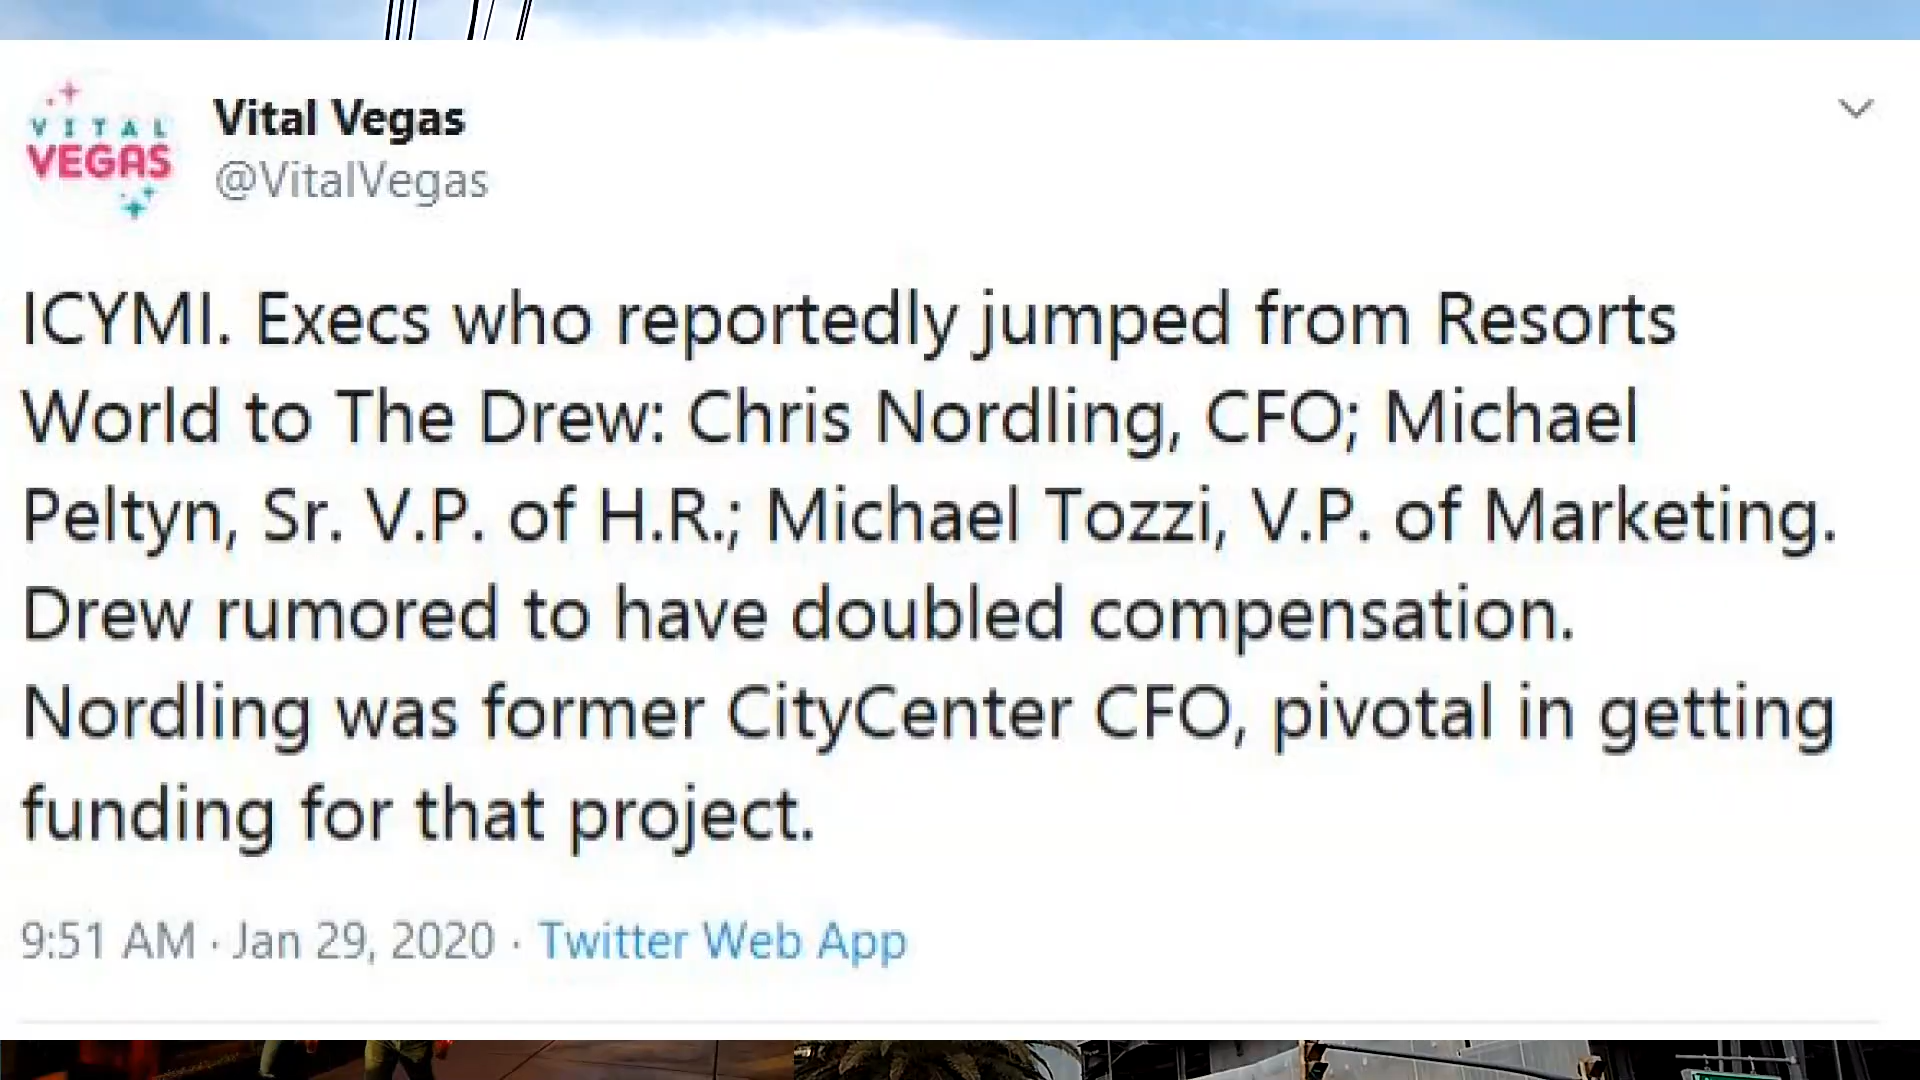 VITAL
VEGAS
Vital Vegas
@VitalVegas
ICYMI. Execs who reportedly jumped from Resorts
World to The Drew: Chris Nordling, CFO; Michael
Peltyn, Sr. V.P. of H.R.; Michael Tozzi, V.P. of Marketing.
Drew rumored to have doubled compensation.
Nordling was former CityCenter CFO, pivotal in getting
funding for that project.
9:51 AM · Jan 29, 2020 · Twitter Web App